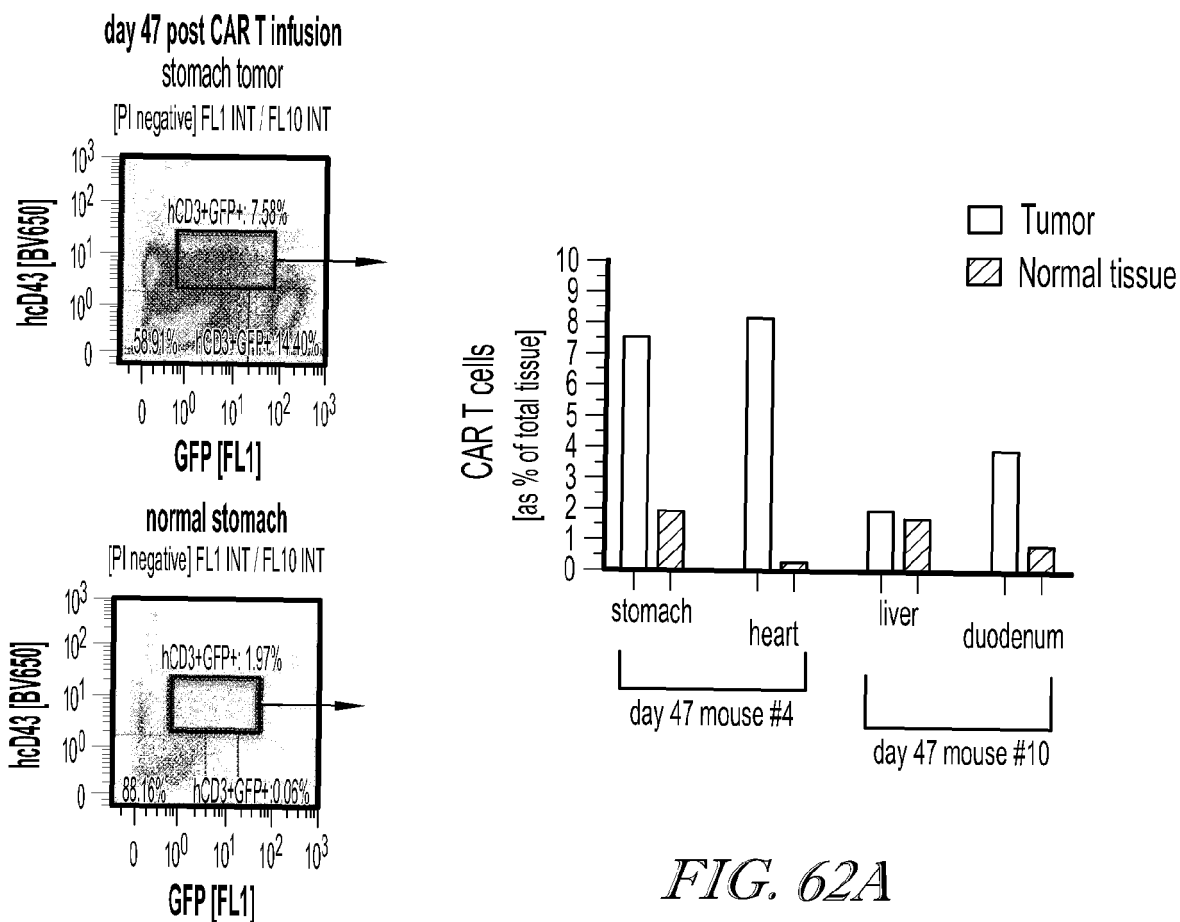 day 47 post CAR T infusion
stomach tomor
[PI negative] FL1 INT / FL10 INT
hcD43 [BV650]
10³
10²
10¹
10⁰
0
hCD3+GFP+: 7.58%
58.91%
hCD3+GFP+: 14.40%
0 10⁰ 10¹ 10² 10³
GFP [FL1]
normal stomach
[PI negative] FL1 INT / FL10 INT
hcD43 [BV650]
10³
10²
10¹
10⁰
0
hCD3+GFP+: 1.97%
88.16%
hCD3+GFP+:0.06%
0 10⁰ 10¹ 10² 10³
GFP [FL1]
Tumor
Normal tissue
CAR T cells
[as % of total tissue]
10
9
8
7
6
5
4
3
2
1
0
stomach
heart
liver
duodenum
day 47 mouse #4
day 47 mouse #10
FIG. 62A